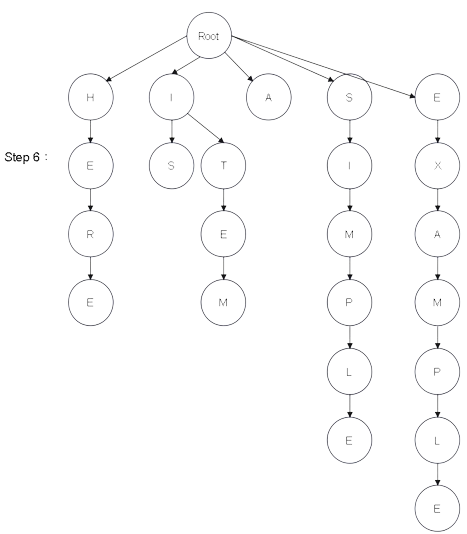 Root
H I A S E
Step 6 : E S T I X
R E M A
E M P M
L P
E L
E